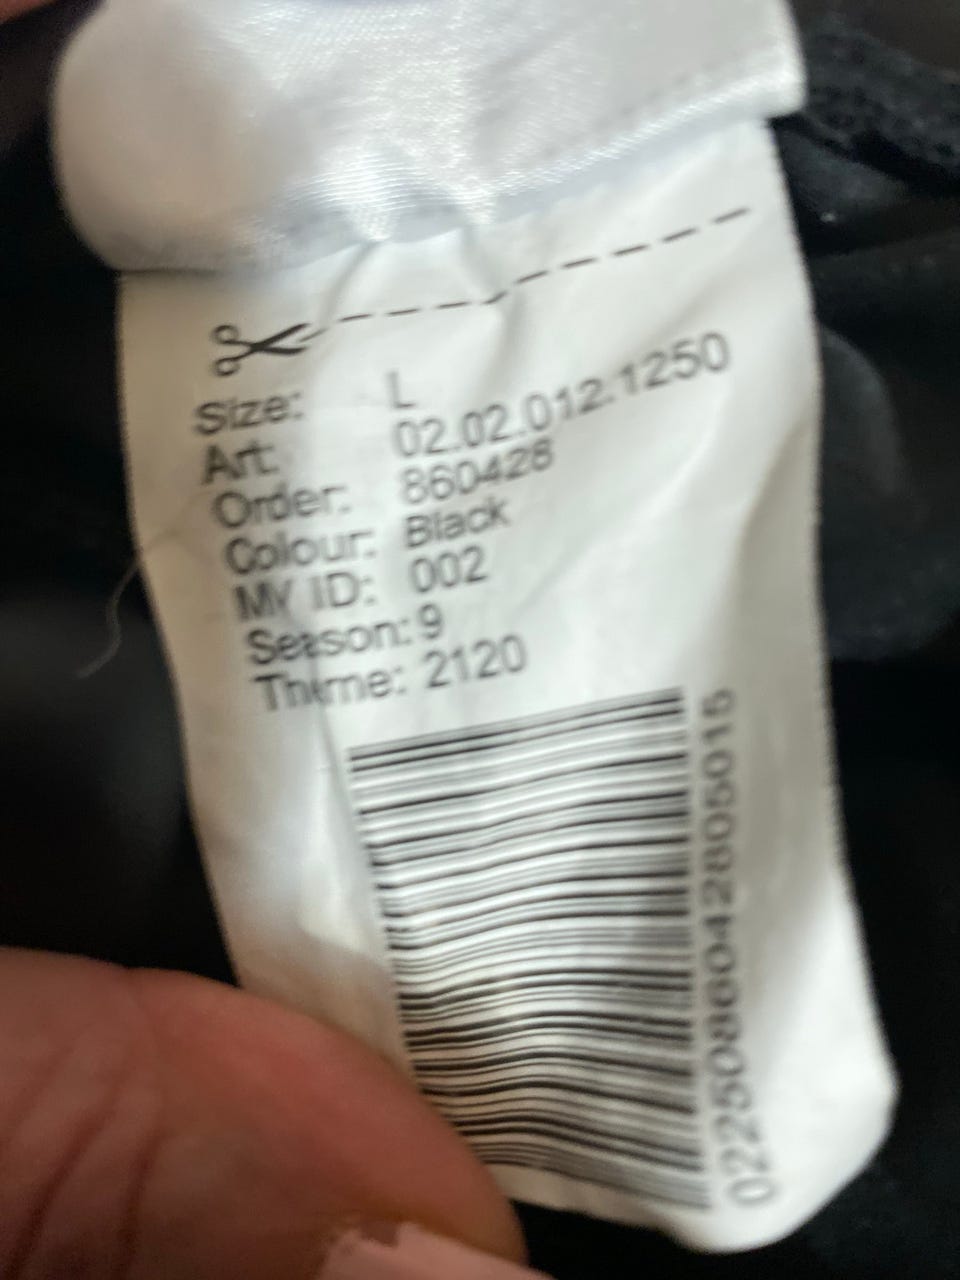 Size: L
Art: 02.02.012.1250
Order: 860428
Colour: Black
MY ID: 002
Season: 9
Theme: 2120
0225086042805015